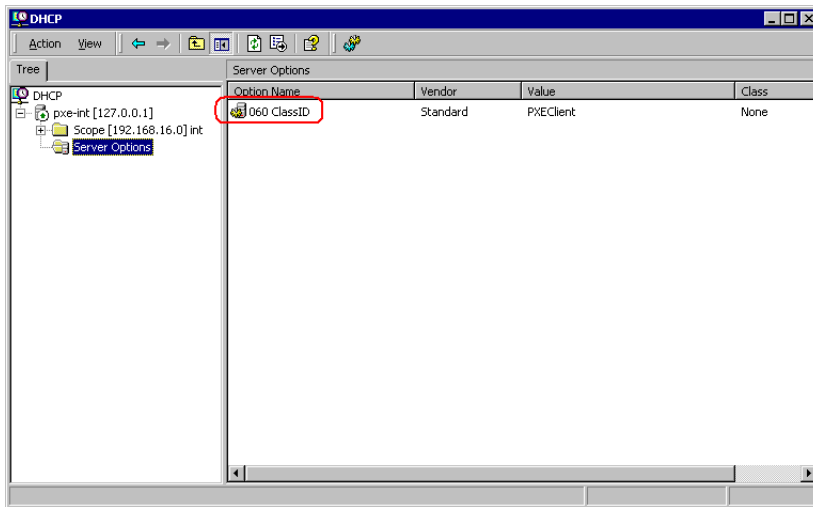 DHCP
Action View
Tree
Server Options
DHCP
pxe-int [127.0.0.1]
Scope [192.168.16.0] int
Server Options
Option Name Vendor Value Class
060 ClassID Standard PXEClient None